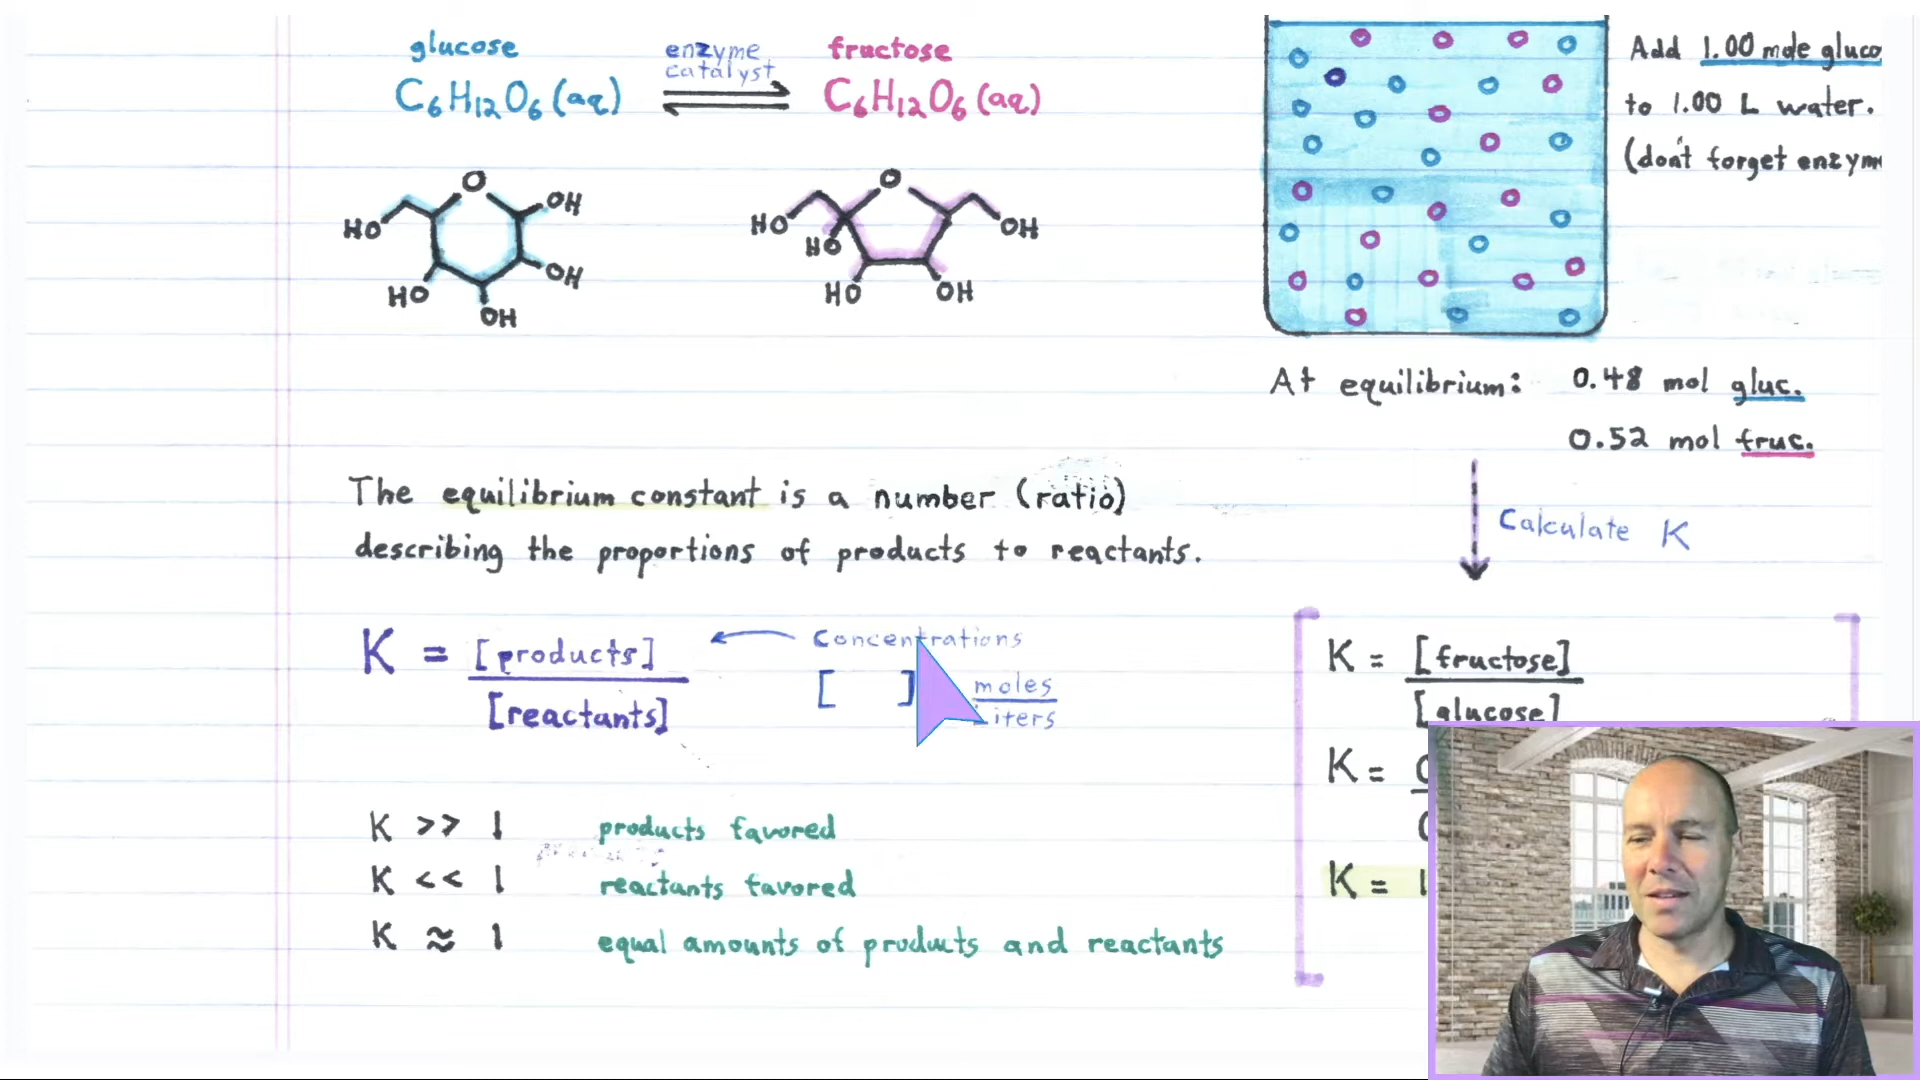 glucose
enzyme
catalyst
fructose
C6H12O6(aq)
C6H12O6(aq)
O
OH
HO
OH
HO
OH
O
HO
HO
OH
HO
OH
Add 1.00 mole
to 1.00 L water.
(don't forget
At equilibrium: 0.48 mol gluc.
0.52 mol fruc.
Calculate K
The equilibrium constant is a number (ratio)
describing the proportions of products to reactants.
K = [products]
[reactants]
Concentrations
[ ]
moles
K = [fructose]
[glucose]
K =
K >> 1 products favored
K << 1 reactants favored
K ≈ 1 equal amounts of products and reactants
K = 1